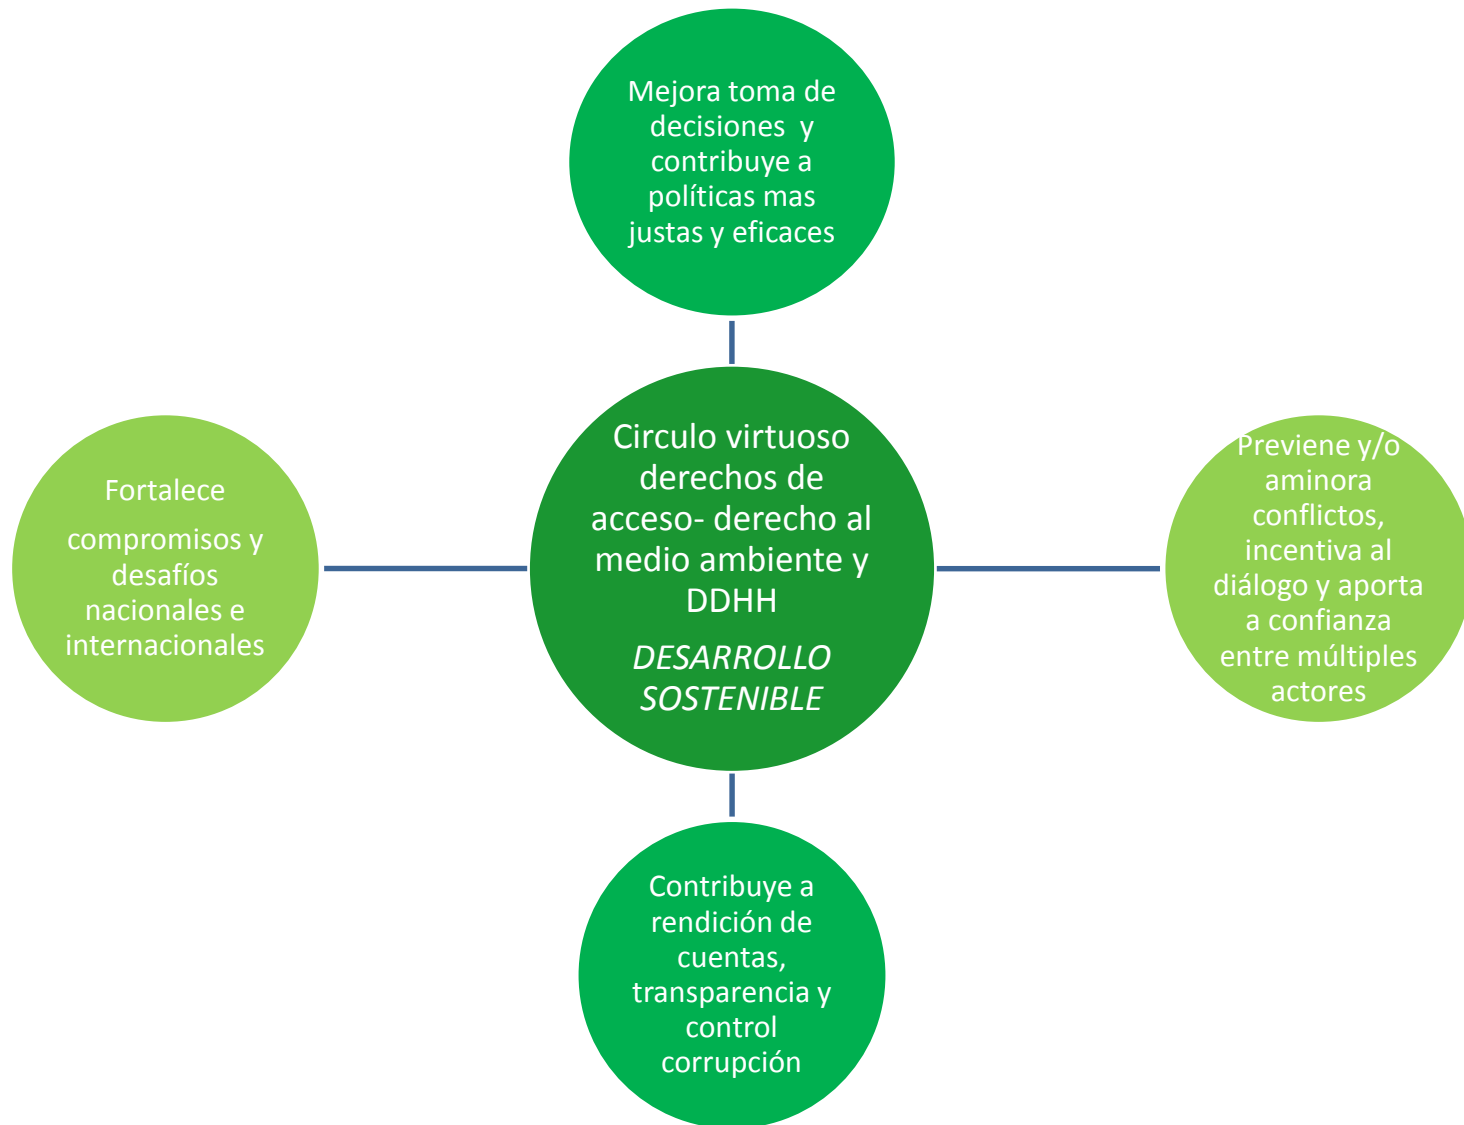 Mejora toma de
decisiones y
contribuye a
políticas mas
justas y eficaces
Circulo virtuoso
derechos de
acceso- derecho al
medio ambiente y
DDHH
DESARROLLO
SOSTENIBLE
Fortalece
compromisos y
desafíos
nacionales e
internacionales
Previene y/o
aminora
conflictos,
incentiva al
diálogo y aporta
a confianza
entre múltiples
actores
Contribuye a
rendición de
cuentas,
transparencia y
control
corrupción